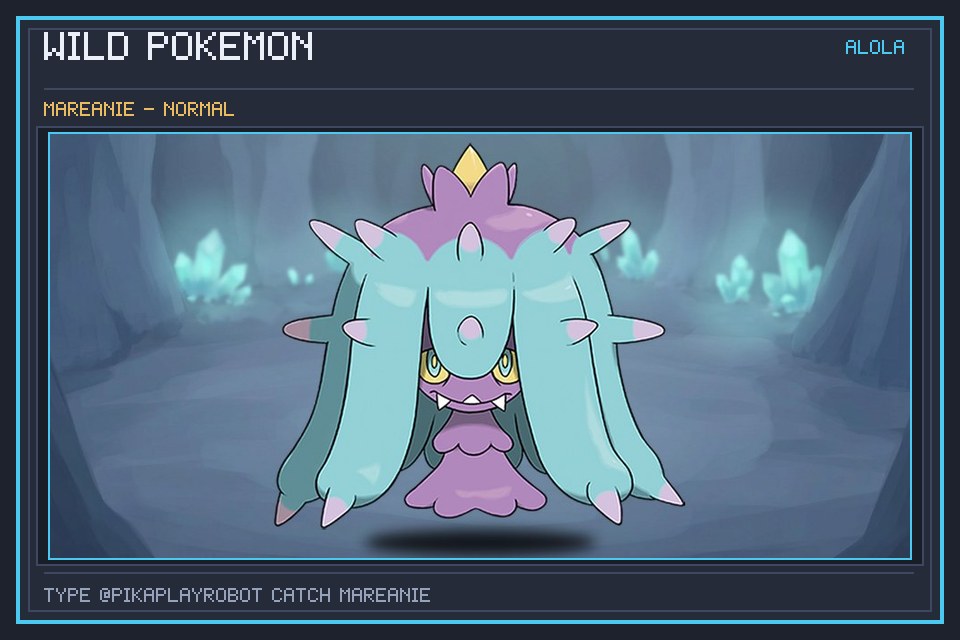 WILD POKEMON
ALOLA
MAREANIE - NORMAL
TYPE @PIKAPLAYROBOT CATCH MAREANIE